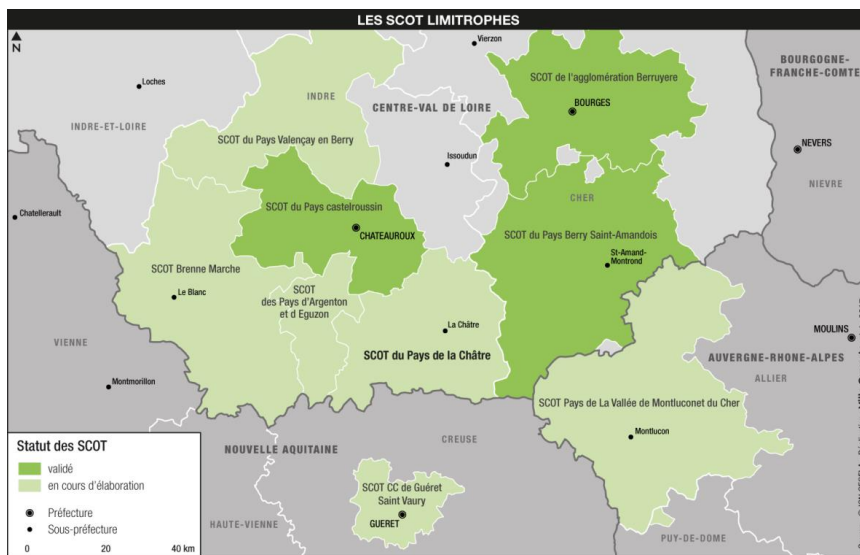 LES SCOT LIMITROPHES
N
Vierzon
Loches
BOURGOGNE-
FRANCHE-COMTE
SCOT de l'agglomération Berruyere
INDRE
CENTRE-VAL DE LOIRE
BOURGES
INDRE-ET-LOIRE
SCOT du Pays Valençay en Berry
NEVERS
Issoudun
NIEVRE
CHER
Chatellerault
SCOT du Pays castelroussin
CHATEAUROUX
SCOT du Pays Berry Saint-Amandois
St-Amand-
Montrond
SCOT Brenne Marche
Le Blanc
SCOT
des Pays d'Argenton
et d Eguzon
La Châtre
MOULINS
VIENNE
SCOT du Pays de la Châtre
AUVERGNE-RHONE-ALPES
ALLIER
Montmorillon
SCOT Pays de La Vallée de Montluconet du Cher
Montlucon
NOUVELLE AQUITAINE
CREUSE
SCOT CC de Guéret
Saint Vaury
GUERET
HAUTE-VIENNE
PUY-DE-DOME
Statut des SCOT
validé
en cours d'élaboration
Préfecture
Sous-préfecture
0 20 40 km